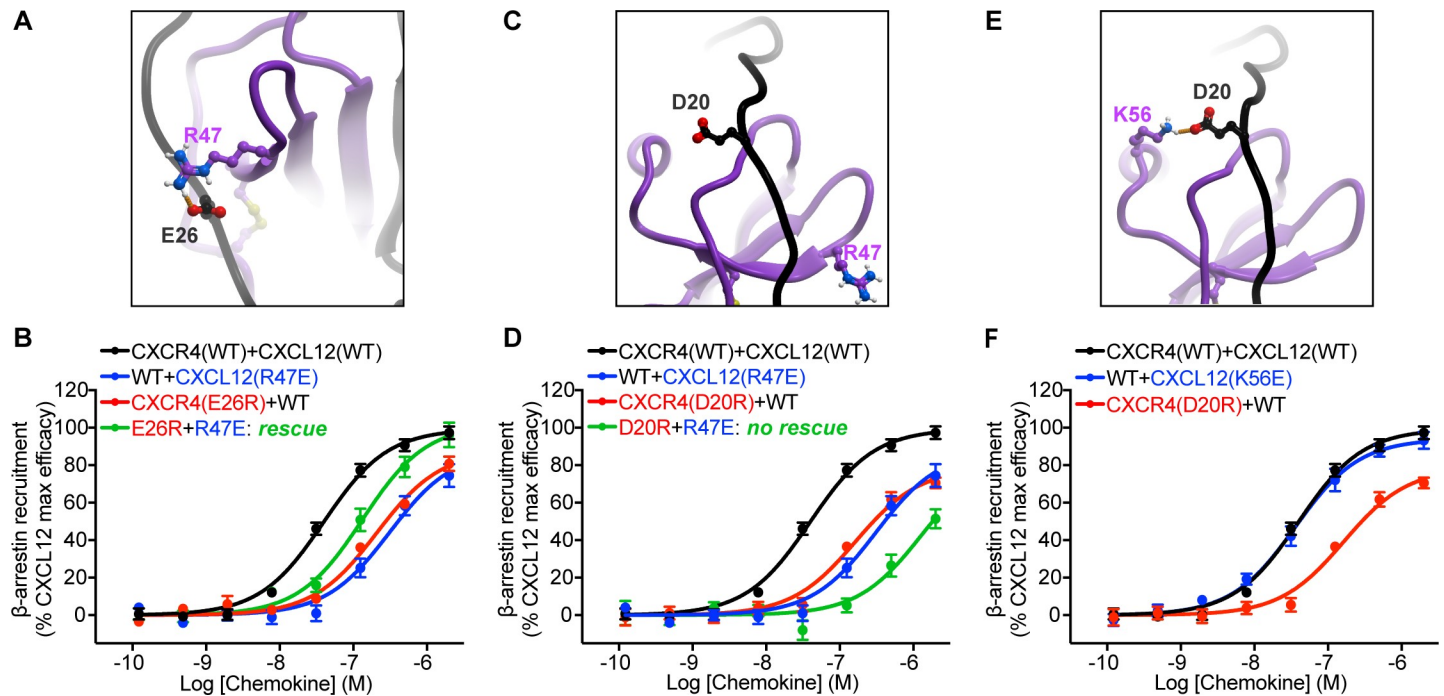 A
R47
E26
C
D20
R47
E
K56
D20
B
CXCR4(WT)+CXCL12(WT)
WT+CXCL12(R47E)
CXCR4(E26R)+WT
E26R+R47E: rescue
β-arrestin recruitment
(% CXCL12 max efficacy)
120
100
80
60
40
20
0
-10 -9 -8 -7 -6
Log [Chemokine] (M)
D
CXCR4(WT)+CXCL12(WT)
WT+CXCL12(R47E)
CXCR4(D20R)+WT
D20R+R47E: no rescue
β-arrestin recruitment
(% CXCL12 max efficacy)
120
100
80
60
40
20
0
-10 -9 -8 -7 -6
Log [Chemokine] (M)
F
CXCR4(WT)+CXCL12(WT)
WT+CXCL12(K56E)
CXCR4(D20R)+WT
β-arrestin recruitment
(% CXCL12 max efficacy)
120
100
80
60
40
20
0
-10 -9 -8 -7 -6
Log [Chemokine] (M)